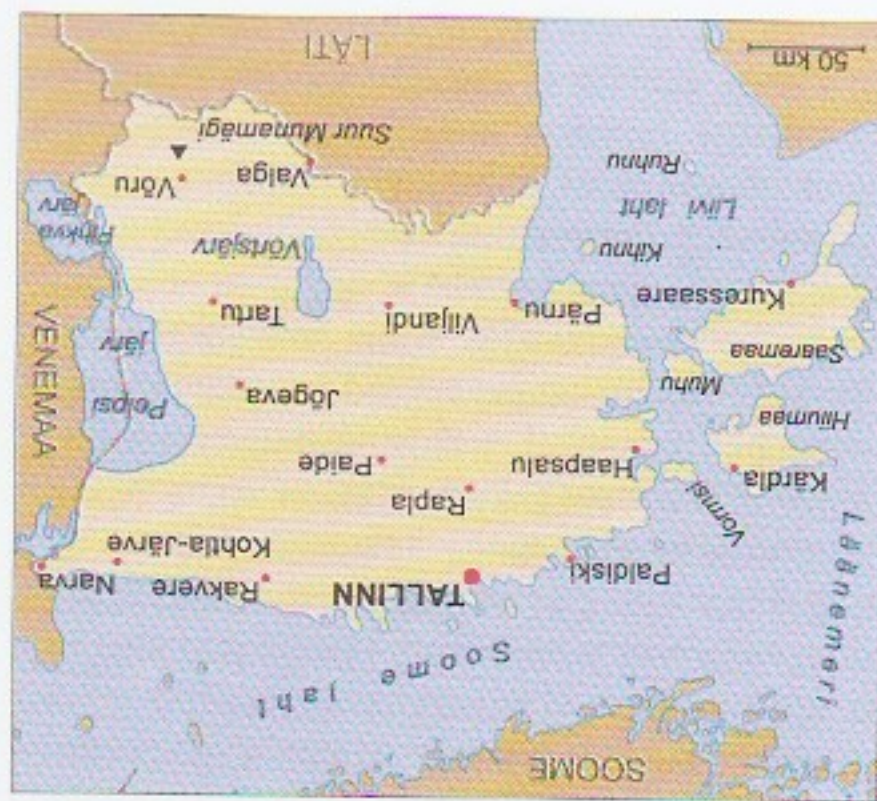 SOOME
Läänemeri
Soome laht
TALLINN
Paldiski
Rakvere
Narva
Kohtla-Järve
Kärdla
Vormsi
Haapsalu
Rapla
Paide
Hiiumaa
Muhu
Jõgeva
Peipsi
järv
VENEMAA
Saaremaa
Kuressaare
Pärnu
Viljandi
Tartu
Kihnu
Võrtsjärv
Liivi laht
Pihkva
järv
Ruhnu
Valga
Võru
Suur Munamägi
50 km
LÄTI